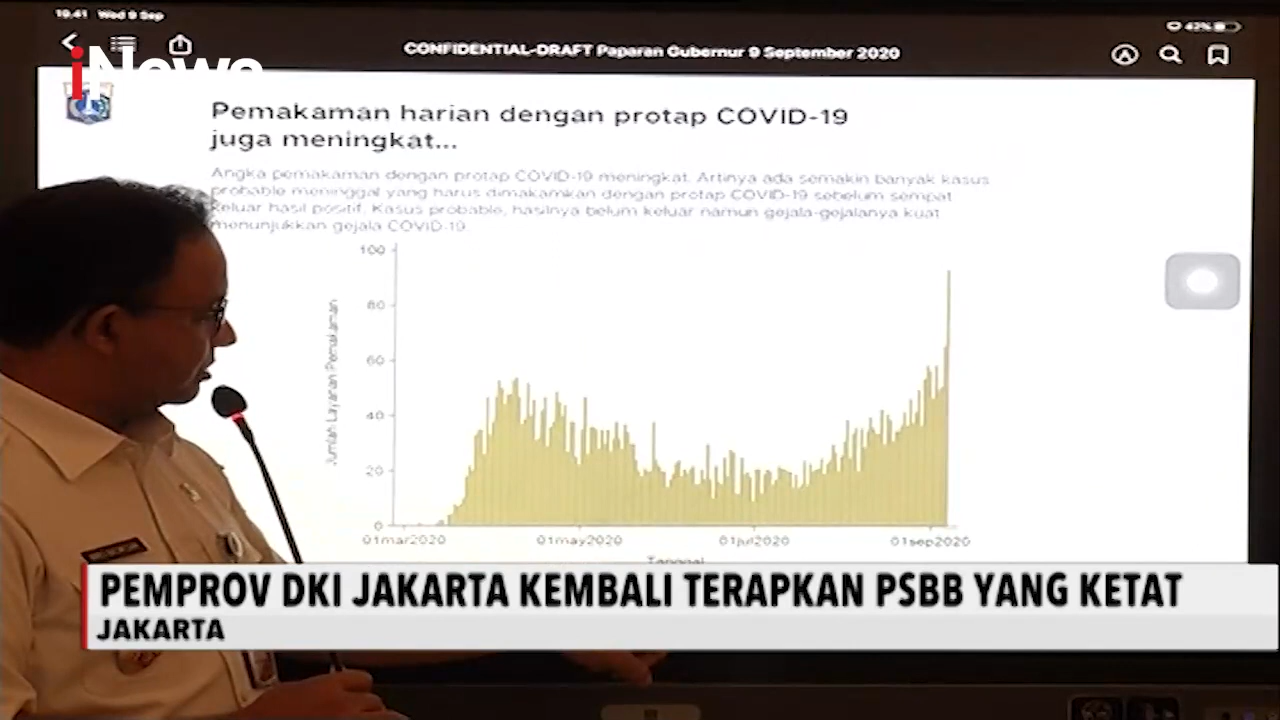 19.41 Wed 9 Sep
42%
iNews
CONFIDENTIAL-DRAFT Paparan Gubernur 9 September 2020
Pemakaman harian dengan protap COVID-19
juga meningkat...
Angka pemakaman dengan protap COVID-19 meningkat. Artinya ada semakin banyak kasus
probable meninggal yang harus dimakamkan dengan protap COVID-19 sebelum sempat
keluar hasil positif. Kasus probable, hasilnya belum keluar namun gejala-gejalanya kuat
menunjukkan gejala COVID-19
100
80
60
40
20
0
Jumlah Layanan Pemakaman
01mar2020 01may2020 01jul2020 01sep2020
Tanggal
PEMPROV DKI JAKARTA KEMBALI TERAPKAN PSBB YANG KETAT
JAKARTA